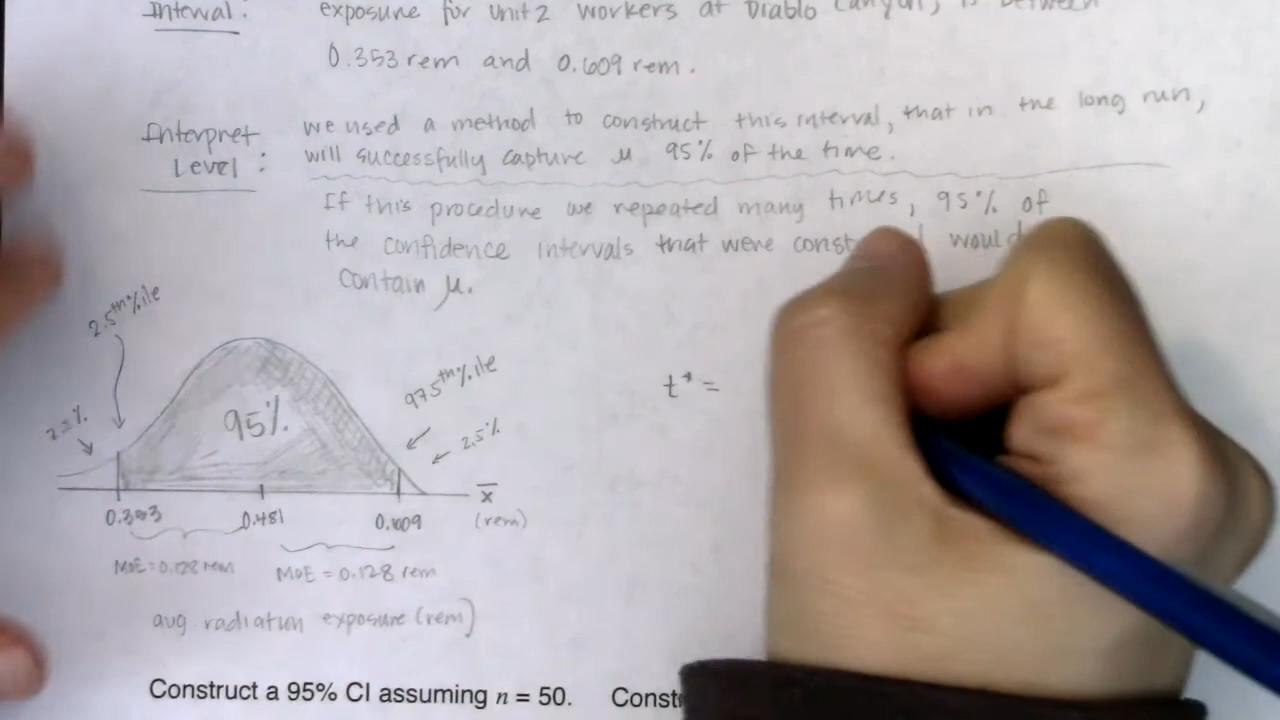 Interval: exposure for unit 2 workers at Diablo Canyon, is between
0.353 rem and 0.609 rem.
Interpret Level: we used a method to construct this interval, that in the long run,
will successfully capture μ 95% of the time.
If this procedure we repeated many times, 95% of
the confidence intervals that were const would
contain μ.
2.5th %ile
97.5th %ile
t* =
2.5%
95%
2.5%
x̄
0.353 0.481 0.609 (rem)
MoE = 0.128 rem MoE = 0.128 rem
avg radiation exposure (rem)
Construct a 95% CI assuming n = 50. Const